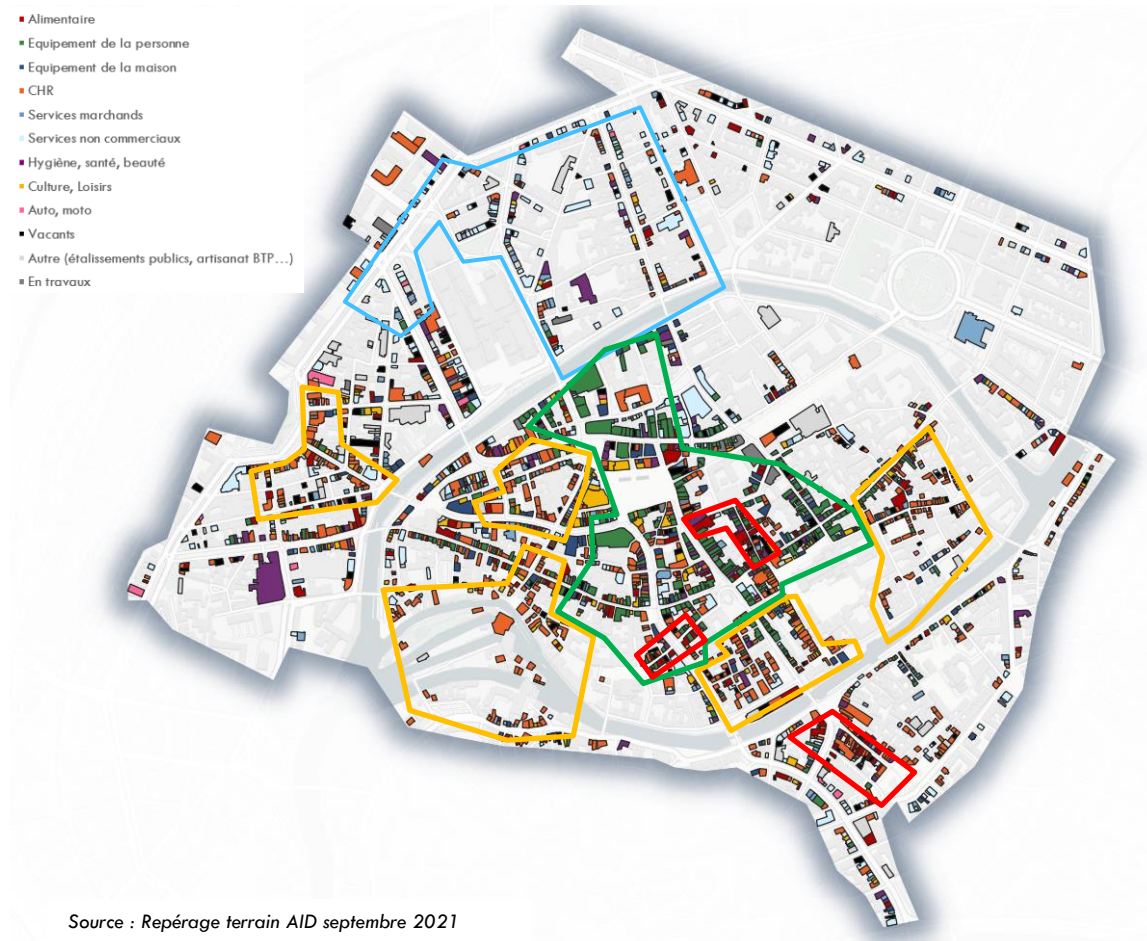 Alimentaire
Equipement de la personne
Equipement de la maison
CHR
Services marchands
Services non commerciaux
Hygiène, santé, beauté
Culture, Loisirs
Auto, moto
Vacants
Autre (étalissements publics, artisanat BTP...)
En travaux
Source : Repérage terrain AID septembre 2021